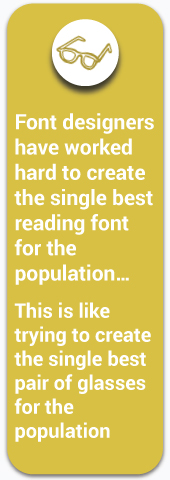 Font designers
have worked
hard to create
the single best
reading font
for the
population...
This is like
trying to create
the single best
pair of glasses
for the
population